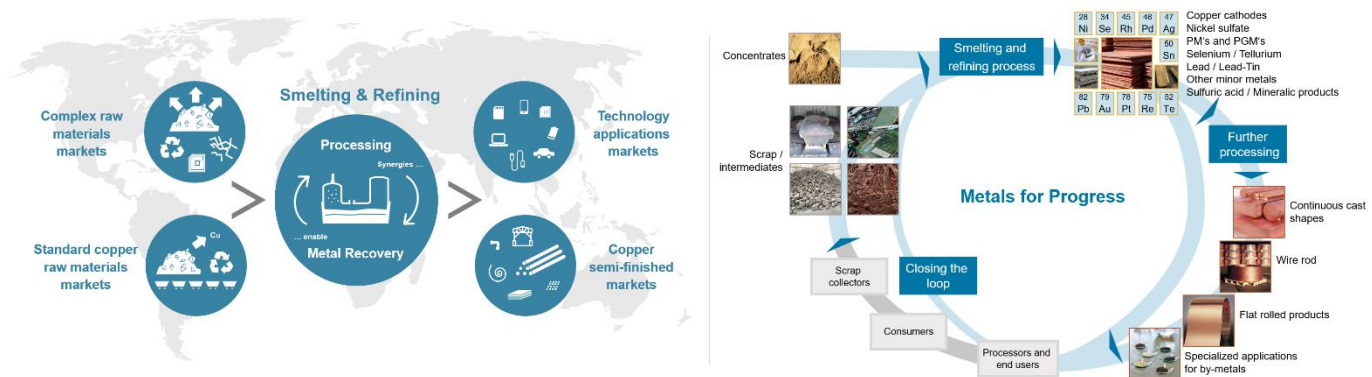 Complex raw
materials
markets
Standard copper
raw materials
markets
Cu
Smelting & Refining
Processing
Synergies ...
... enable
Metal Recovery
Technology
applications
markets
Copper
semi-finished
markets
Concentrates
Scrap /
intermediates
Smelting and
refining process
28 34 45 46 47
Ni Se Rh Pd Ag
50
Sn
82 79 78 75 52
Pb Au Pt Re Te
Copper cathodes
Nickel sulfate
PM's and PGM's
Selenium / Tellurium
Lead / Lead-Tin
Other minor metals
Sulfuric acid / Mineralic products
Further
processing
Metals for Progress
Continuous cast
shapes
Wire rod
Flat rolled products
Specialized applications
for by-metals
Processors and
end users
Consumers
Scrap
collectors
Closing the
loop